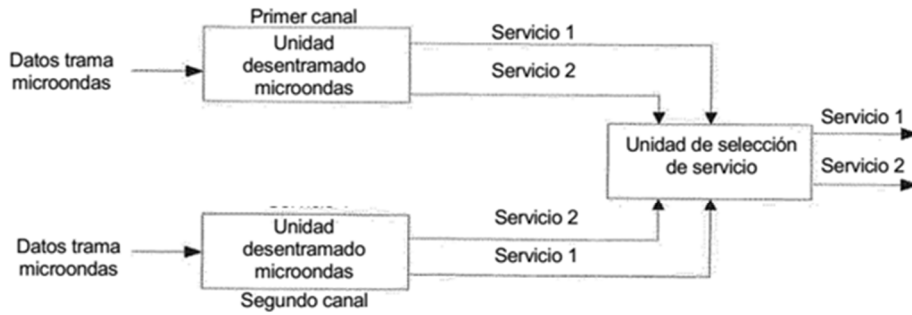 Primer canal
Datos trama
microondas
Unidad
desentramado
microondas
Servicio 1
Servicio 2
Unidad de selección
de servicio
Servicio 1
Servicio 2
Datos trama
microondas
Unidad
desentramado
microondas
Servicio 2
Servicio 1
Segundo canal